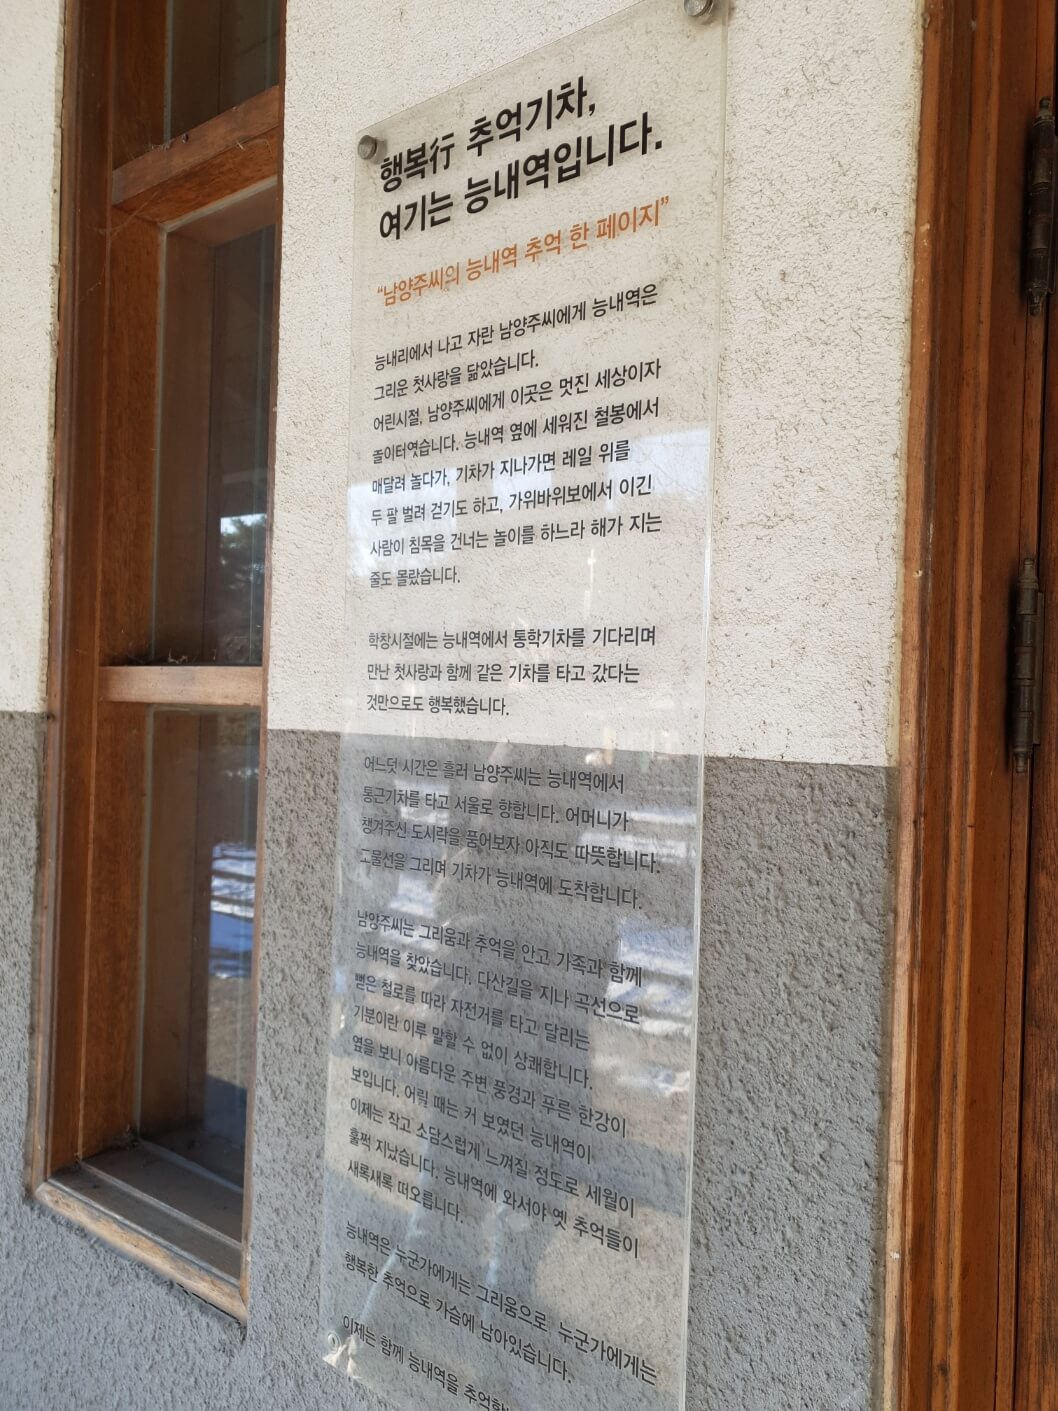 행복行 추억기차,
여기는 능내역입니다.
"남양주씨의 능내역 추억 한 페이지"
능내리에서 나고 자란 남양주씨에게 능내역은
그리운 첫사랑을 닮았습니다.
어린시절, 남양주씨에게 이곳은 멋진 세상이자
놀이터였습니다. 능내역 옆에 세워진 철봉에서
매달려 놀다가, 기차가 지나가면 레일 위를
두 팔 벌려 걷기도 하고, 가위바위보에서 이긴
사람이 침목을 건너는 놀이를 하느라 해가 지는
줄도 몰랐습니다.
학창시절에는 능내역에서 통학기차를 기다리며
만난 첫사랑과 함께 같은 기차를 타고 갔다는
것만으로도 행복했습니다.
어느덧 시간은 흘러 남양주씨는 능내역에서
통근기차를 타고 서울로 향합니다. 어머니가
챙겨주신 도시락을 품어보자 아직도 따뜻합니다.
고물선을 그리며 기차가 능내역에 도착합니다.
남양주씨는 그리움과 추억을 안고 가족과 함께
능내역을 찾았습니다. 다산길을 지나 곡선으로
뻗은 철로를 따라 자전거를 타고 달리는
기분이란 이루 말할 수 없이 상쾌합니다.
옆을 보니 아름다운 주변 풍경과 푸른 한강이
보입니다. 어릴 때는 커 보였던 능내역이
이제는 작고 소담스럽게 느껴질 정도로 세월이
훌쩍 지났습니다. 능내역에 와서야 옛 추억들이
새록새록 떠오릅니다.
능내역은 누군가에게는 그리움으로 누군가에게는
행복한 추억으로 가슴에 남아있습니다.
이제는 함께 능내역을